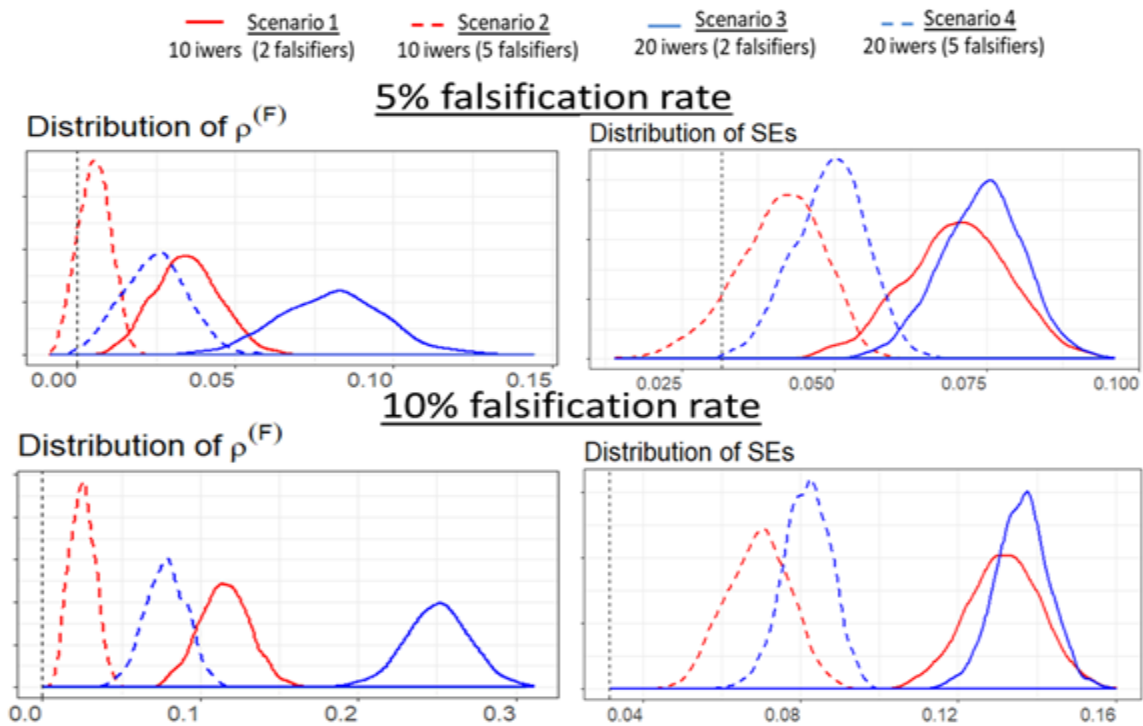 Scenario 1 Scenario 2 Scenario 3 Scenario 4
10 iwers (2 falsifiers) 10 iwers (5 falsifiers) 20 iwers (2 falsifiers) 20 iwers (5 falsifiers)
5% falsification rate
Distribution of ρ(F) Distribution of SEs
0.00 0.05 0.10 0.15 0.025 0.050 0.075 0.100
10% falsification rate
Distribution of ρ(F) Distribution of SEs
0.0 0.1 0.2 0.3 0.04 0.08 0.12 0.16